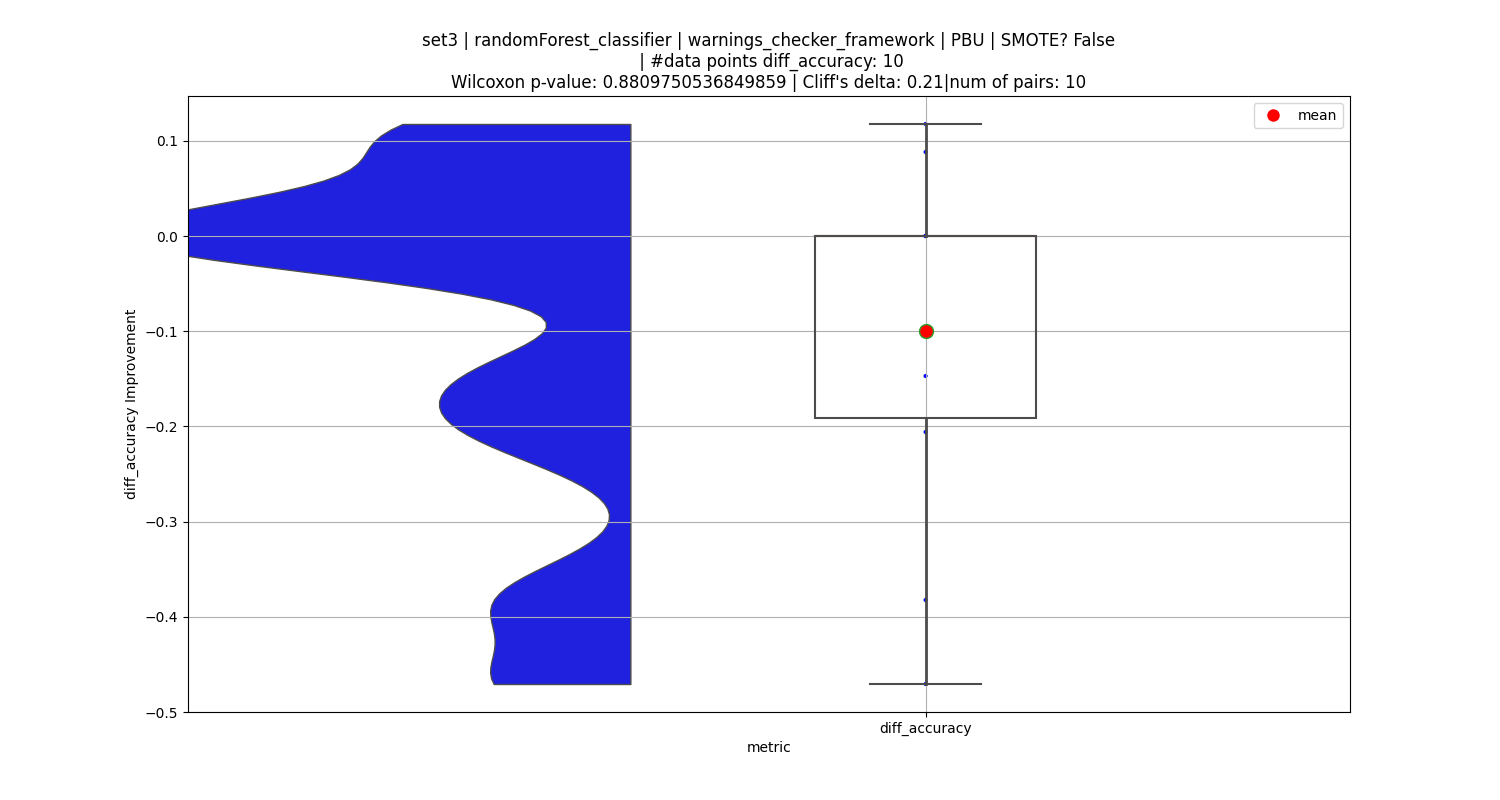 set3 | randomForest_classifier | warnings_checker_framework | PBU | SMOTE? False
| #data points diff_accuracy: 10
Wilcoxon p-value: 0.8809750536849859 | Cliff's delta: 0.21|num of pairs: 10
mean
0.1
0.0
−0.1
−0.2
−0.3
−0.4
−0.5
diff_accuracy Improvement
diff_accuracy
metric